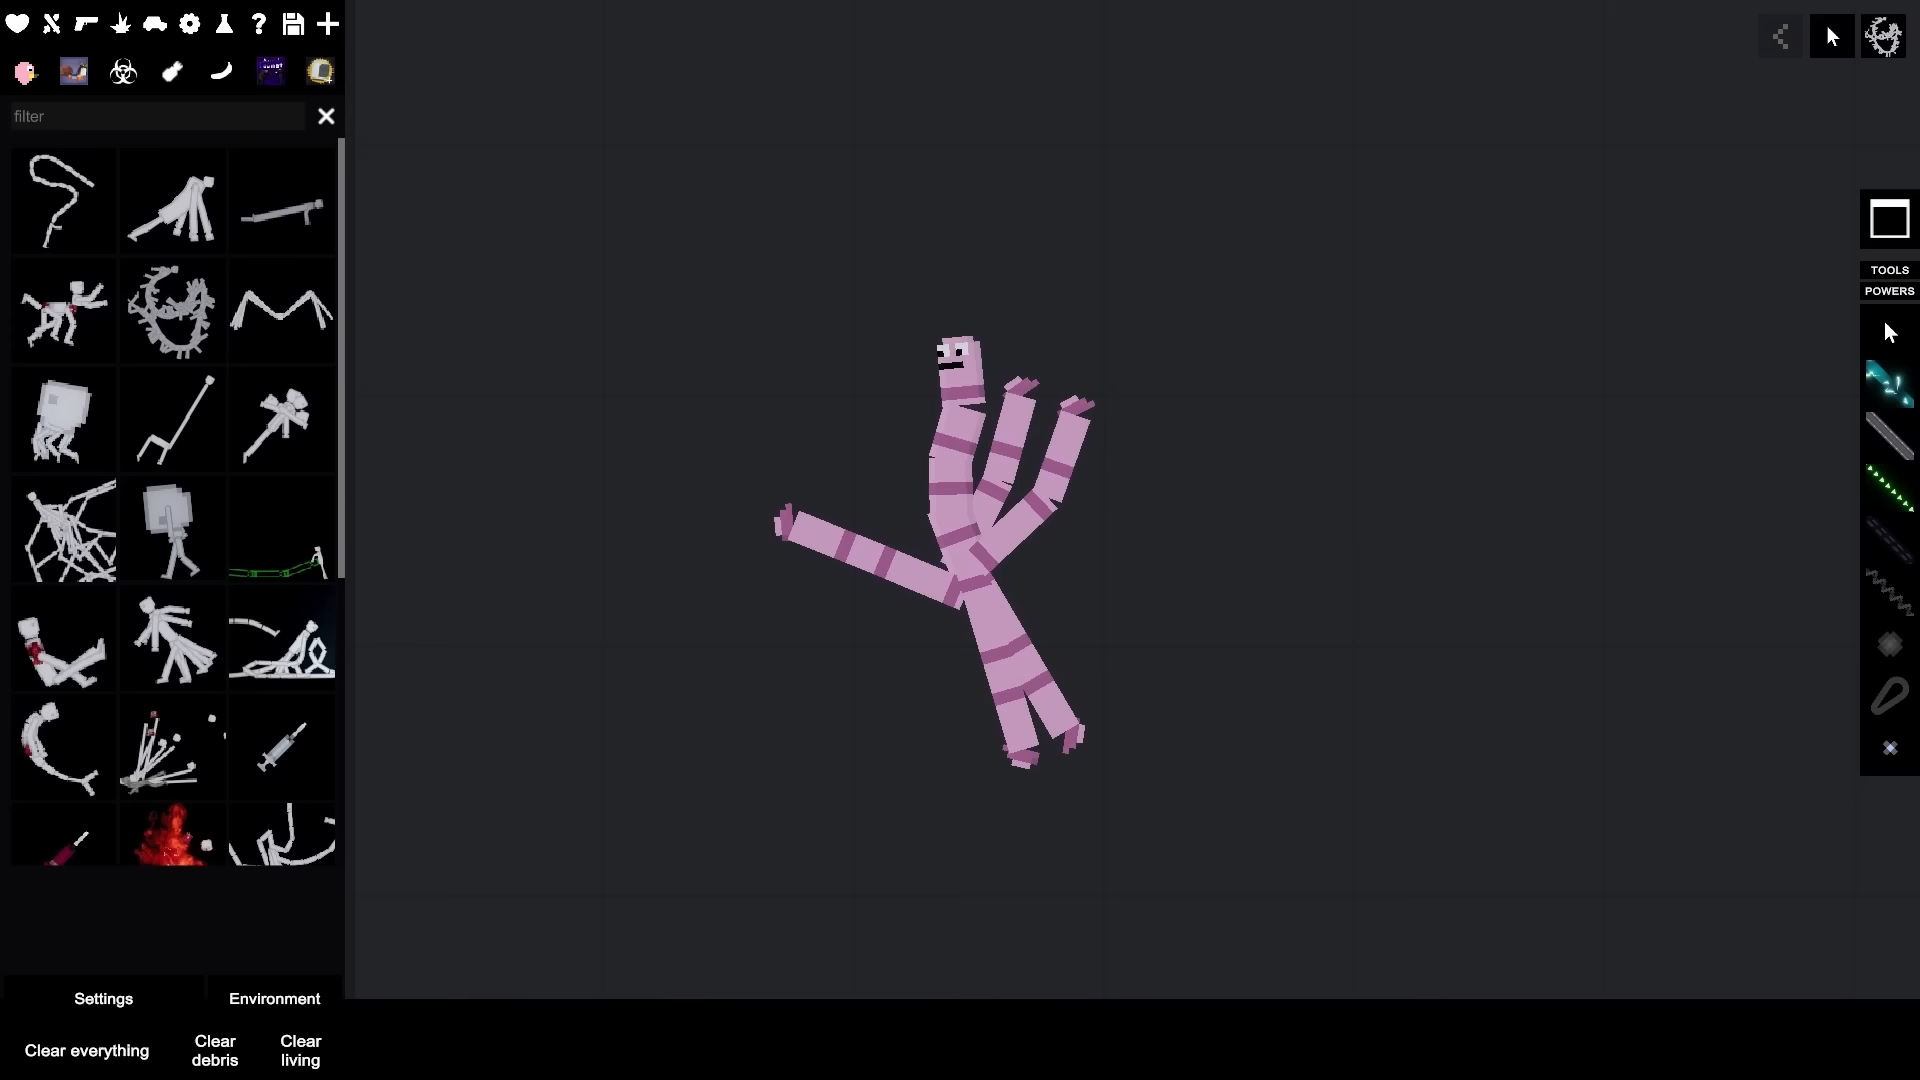 filter
TOOLS
POWERS
Settings
Environment
Clear everything
Clear
debris
Clear
living